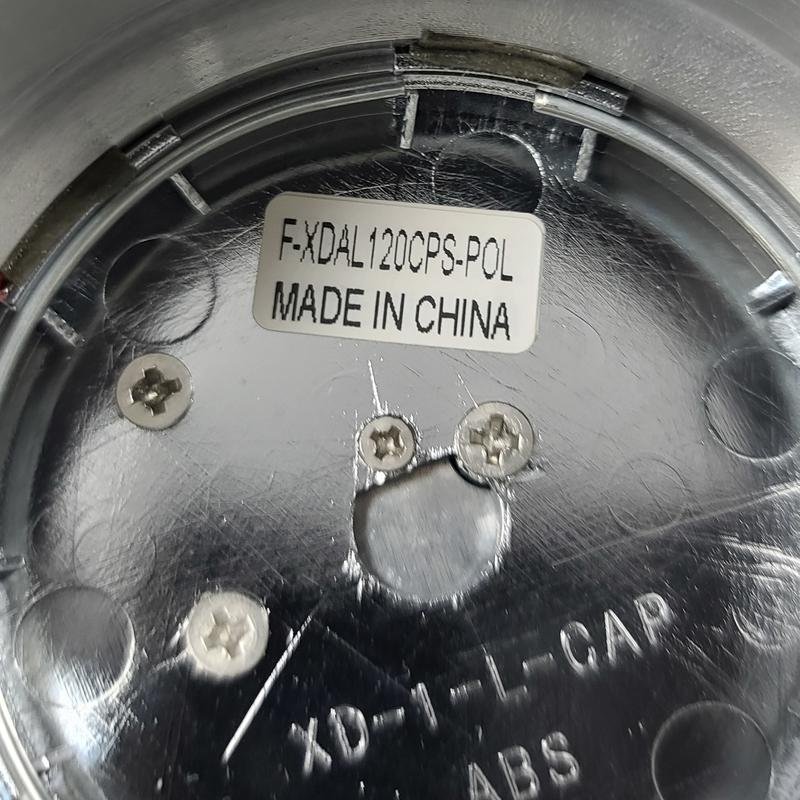 F-XDAL120CPS-POL
MADE IN CHINA
XD-1-L-CAP
ABS